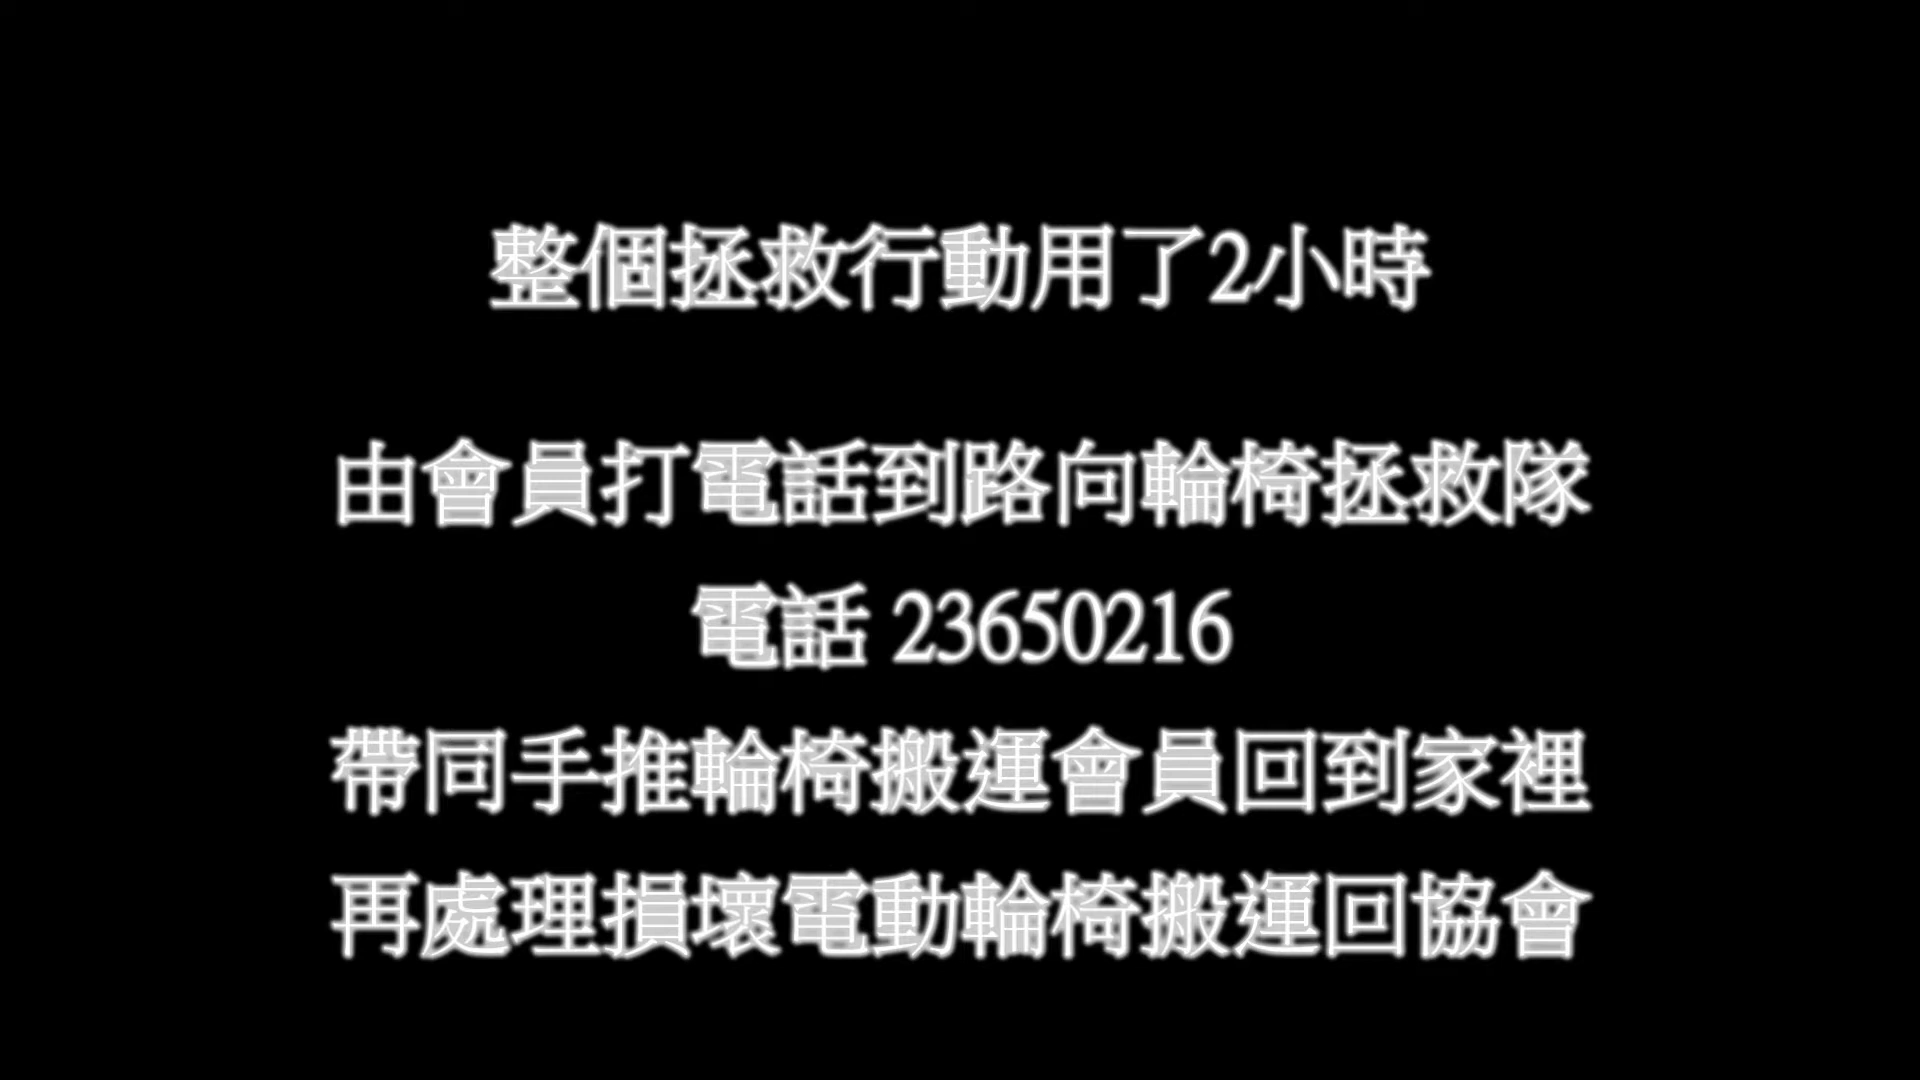 整個拯救行動用了2小時
由會員打電話到路向輪椅拯救隊
電話 23650216
帶同手推輪椅搬運會員回到家裡
再處理損壞電動輪椅搬運回協會